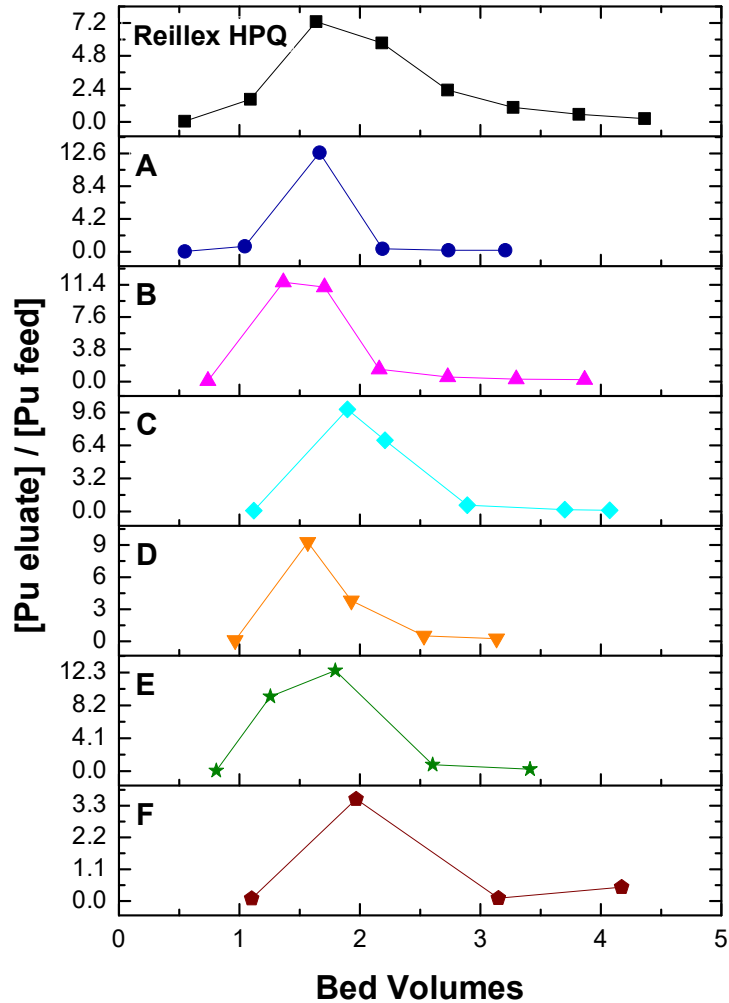 [Pu eluate] / [Pu feed]
Reillex HPQ
7.2
4.8
2.4
0.0
A
12.6
8.4
4.2
0.0
B
11.4
7.6
3.8
0.0
C
9.6
6.4
3.2
0.0
D
9
6
3
0
E
12.3
8.2
4.1
0.0
F
3.3
2.2
1.1
0.0
0 1 2 3 4 5
Bed Volumes